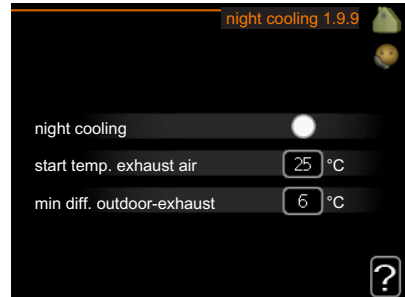 night cooling 1.9.9
night cooling
start temp. exhaust air 25 °C
min diff. outdoor-exhaust 6 °C
?